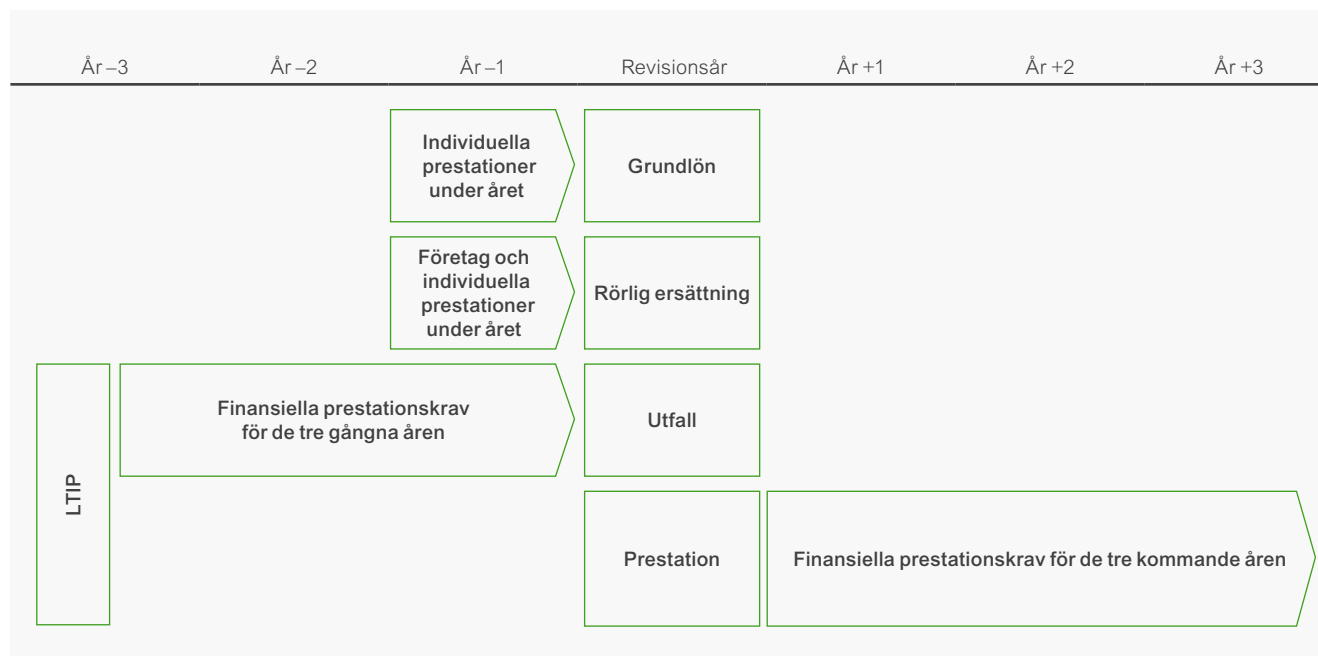 År –3 År –2 År –1 Revisionsår År +1 År +2 År +3
Individuella
prestationer
under året
Grundlön
Företag och
individuella
prestationer
under året
Rörlig ersättning
LTIP
Finansiella prestationskrav
för de tre gångna åren
Utfall
Prestation
Finansiella prestationskrav för de tre kommande åren